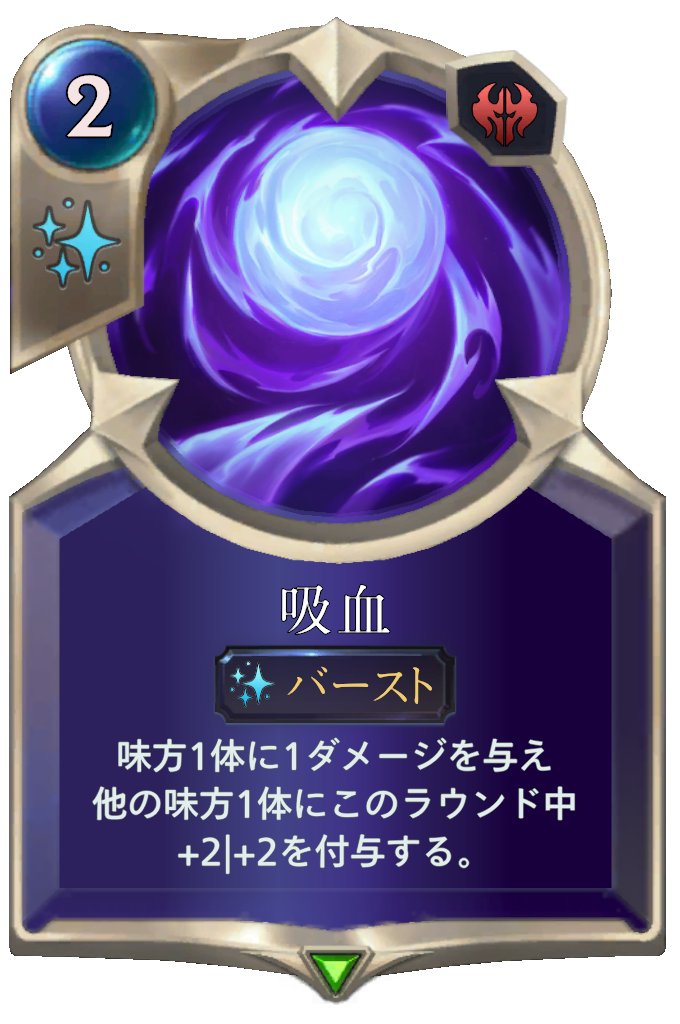 2
吸血
バースト
味方1体に1ダメージを与え
他の味方1体にこのラウンド中
+2|+2を付与する。